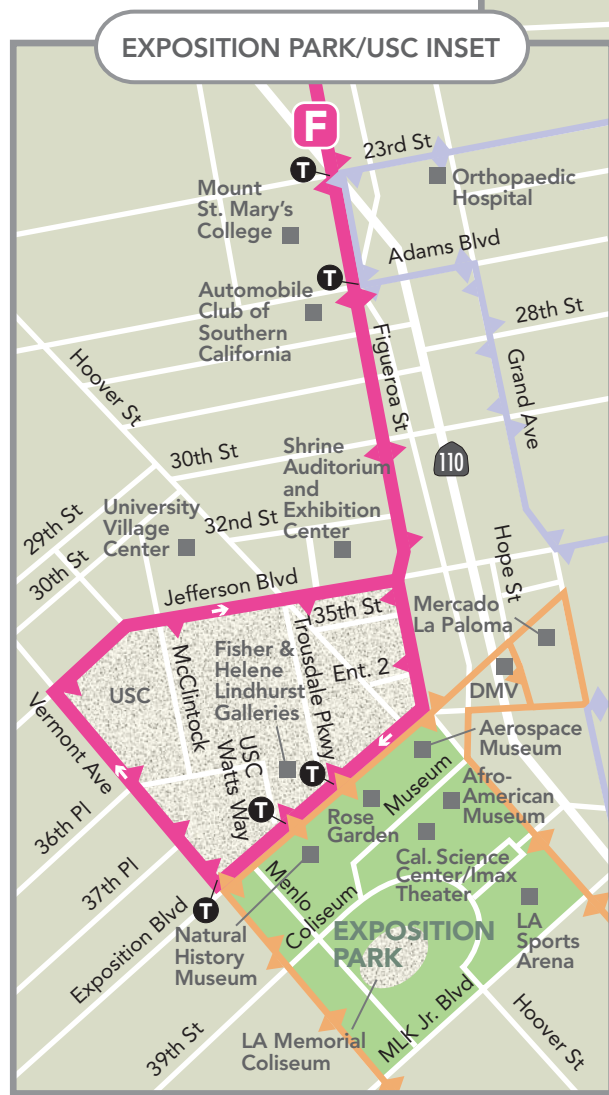 EXPOSITION PARK/USC INSET
F
23rd St
T
Orthopaedic
Hospital
Mount
St. Mary's
College
Adams Blvd
T
Automobile
Club of
Southern
California
28th St
Figueroa St
Grand Ave
Hoover St
110
30th St
Shrine
Auditorium
and
Exhibition
Center
29th St
University
Village
Center
32nd St
30th St
Hope St
Jefferson Blvd
35th St
Mercado
La Paloma
Trousdale Pkwy
Fisher &
Helene
Lindhurst
Galleries
McClintock
Ent. 2
DMV
USC
Vermont Ave
USC
Watts Way
Aerospace
Museum
T
Museum
Afro-
American
Museum
36th Pl
T
Rose
Garden
Cal. Science
Center/Imax
Theater
37th Pl
Menlo
Coliseum
T
Exposition Blvd
Natural
History
Museum
EXPOSITION
PARK
LA
Sports
Arena
39th St
LA Memorial
Coliseum
MLK Jr. Blvd
Hoover St